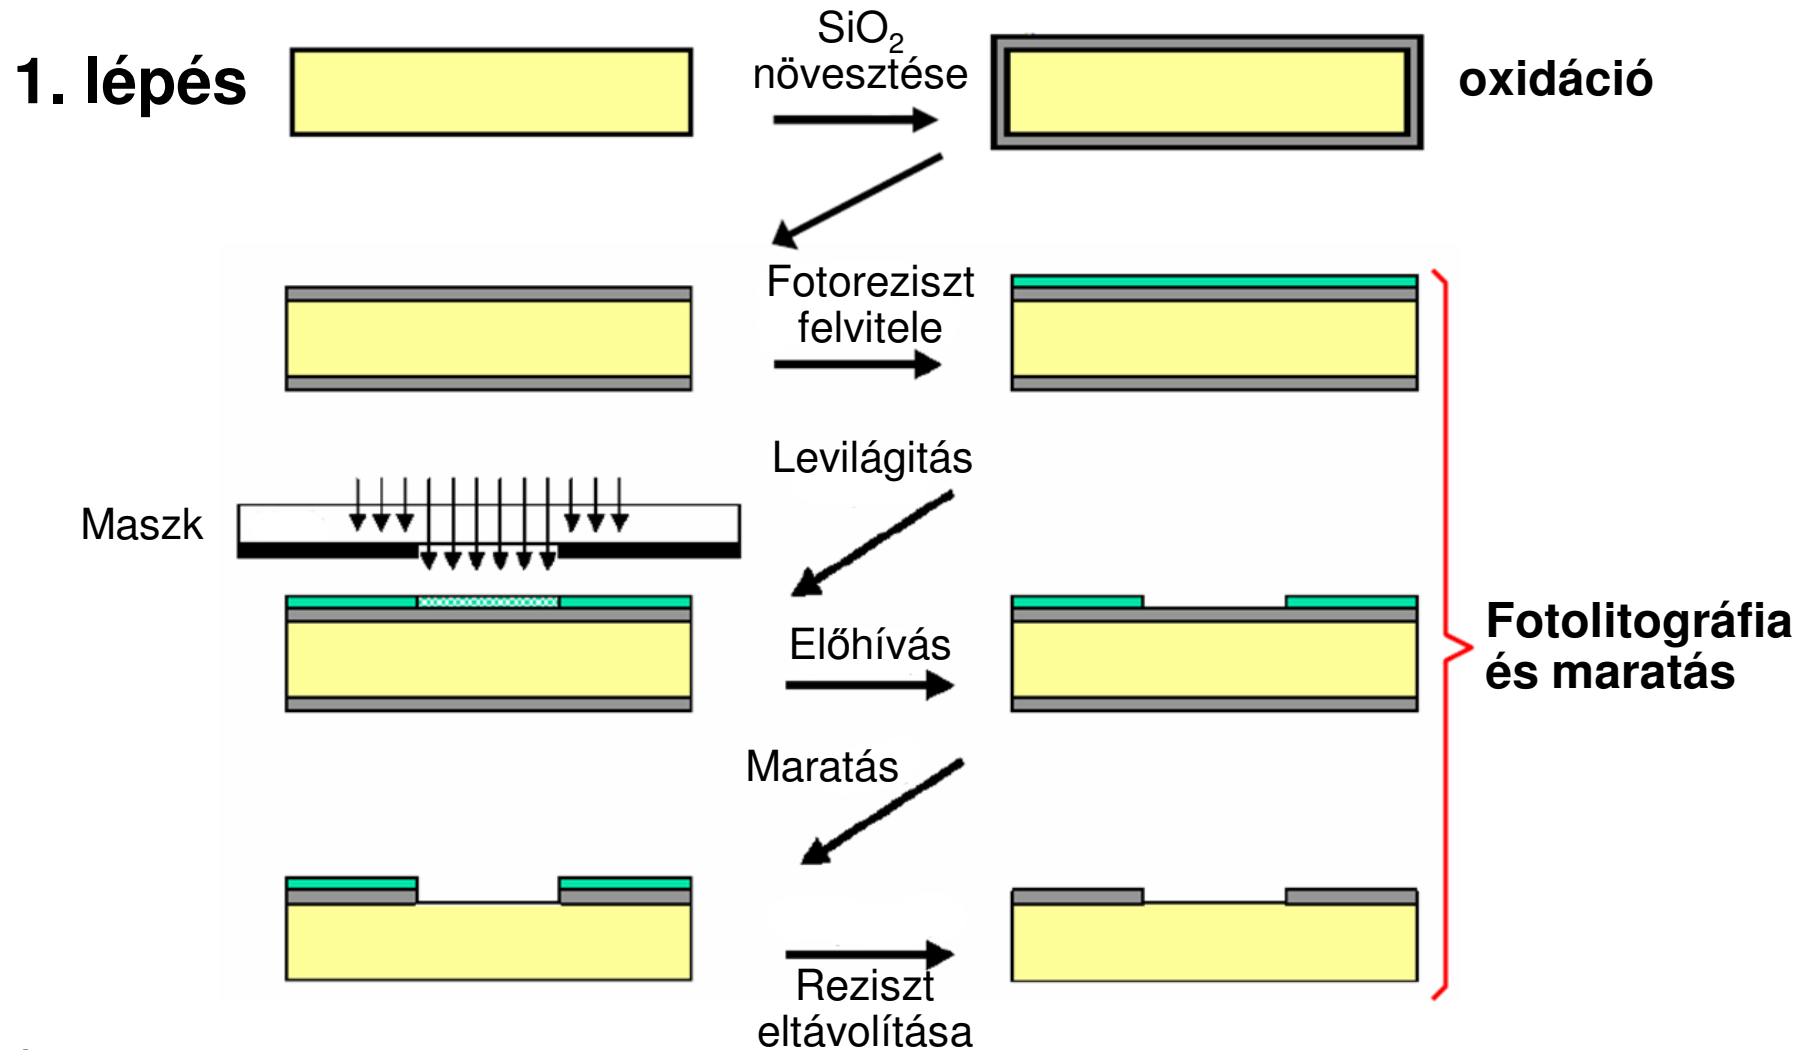 1. lépés
SiO₂
növesztése
oxidáció
Fotoreziszt
felvitele
Levilágitás
Maszk
Előhívás
Fotolitográfia
és maratás
Maratás
Reziszt
eltávolítása